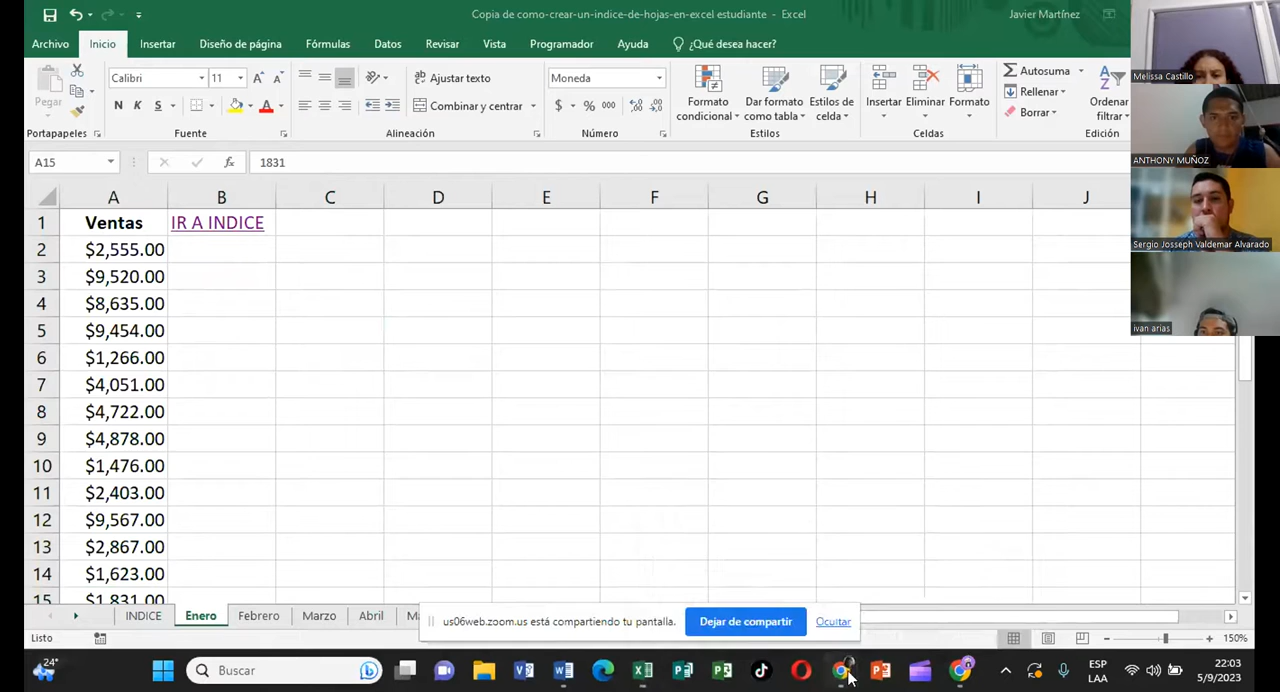 Copia de como-crear-un-indice-de-hojas-en-excel estudiante - Excel
Javier Martínez
Archivo Inicio Insertar Diseño de página Fórmulas Datos Revisar Vista Programador Ayuda ¿Qué desea hacer?
Melissa Castillo
Pegar
Calibri 11
Ajustar texto
Moneda
Formato condicional
Dar formato como tabla
Estilos de celda
Insertar Eliminar Formato
Autosuma
Rellenar
Borrar
Ordenar filtrar
N K S
Combinar y centrar
$ % 000
Portapapeles Fuente Alineación Número Estilos Celdas Edición
ANTHONY MUÑOZ
A15 fx 1831
A B C D E F G H I J
1 Ventas IR A INDICE
2 $2,555.00
Sergio Josseph Valdemar Alvarado
3 $9,520.00
4 $8,635.00
5 $9,454.00
ivan arias
6 $1,266.00
7 $4,051.00
8 $4,722.00
9 $4,878.00
10 $1,476.00
11 $2,403.00
12 $9,567.00
13 $2,867.00
14 $1,623.00
15 $1,831.00
INDICE Enero Febrero Marzo Abril
us06web.zoom.us está compartiendo tu pantalla. Dejar de compartir Ocultar
Listo
150%
24°
Buscar
ESP
LAA
22:03
5/9/2023